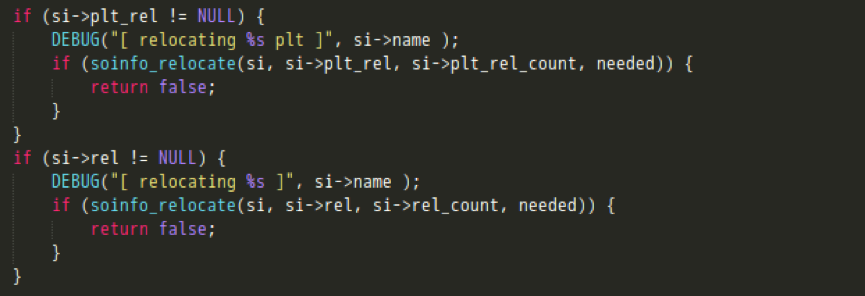 if (si->plt_rel != NULL) {
    DEBUG("[ relocating %s plt ]", si->name );
    if (soinfo_relocate(si, si->plt_rel, si->plt_rel_count, needed)) {
        return false;
    }
}
if (si->rel != NULL) {
    DEBUG("[ relocating %s ]", si->name );
    if (soinfo_relocate(si, si->rel, si->rel_count, needed)) {
        return false;
    }
}